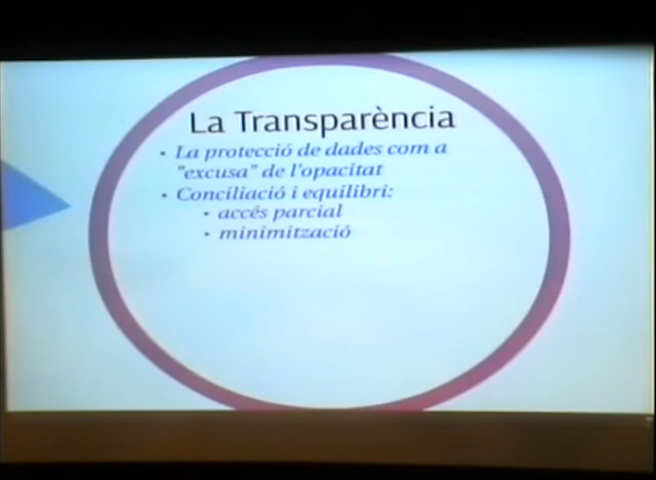 La Transparència
• La protecció de dades com a
"excusa" de l'opacitat
• Conciliació i equilibri:
• accés parcial
• minimització